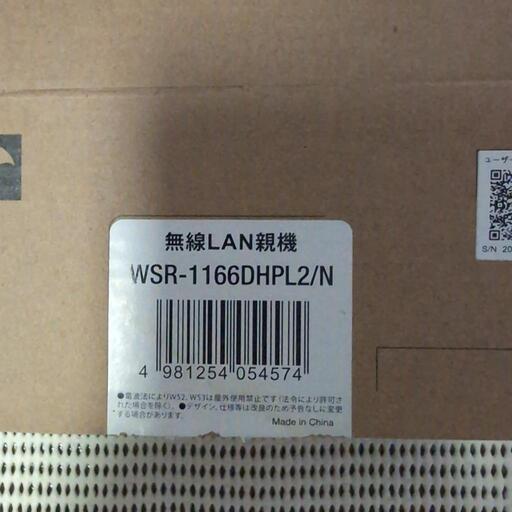 ユーザー
S/N 20
無線LAN親機
WSR-1166DHPL2/N
4 981254 054574
●電波法によりW52、W53は屋外使用禁止です(法令により許可さ
れた場合を除く)。 ●デザイン、仕様等は改良のため予告なしに変更
する場合があります。
Made in China